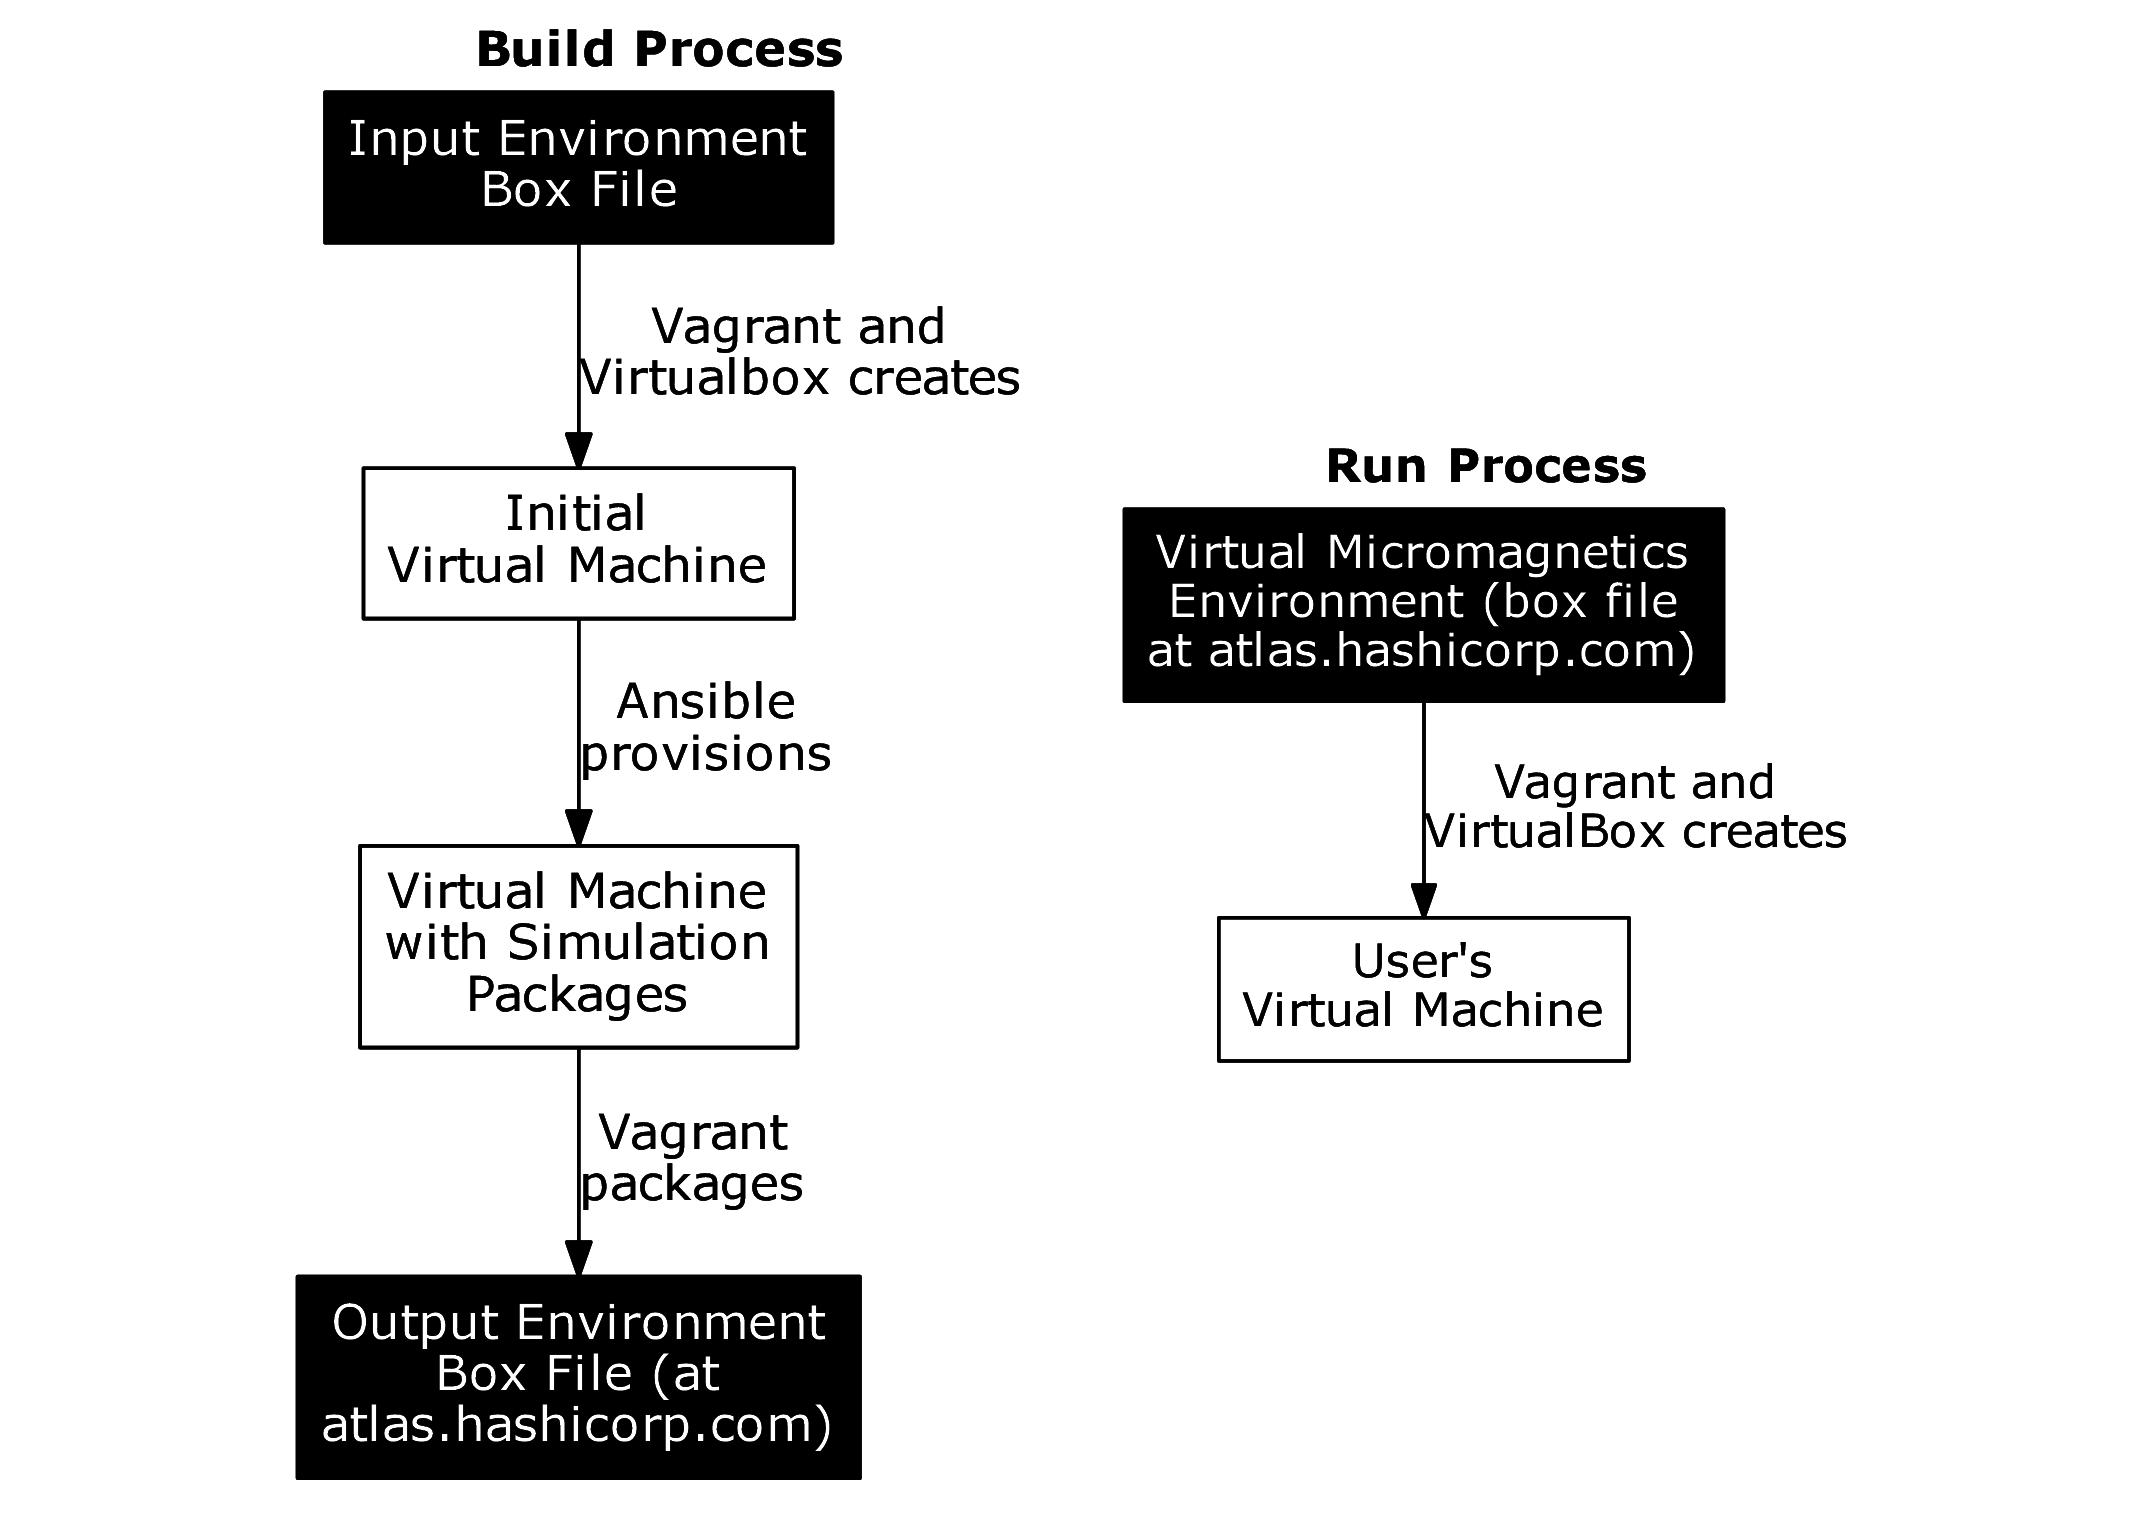 Build Process
Input Environment
Box File
Vagrant and
Virtualbox creates
Initial
Virtual Machine
Ansible
provisions
Virtual Machine
with Simulation
Packages
Vagrant
packages
Output Environment
Box File (at
atlas.hashicorp.com)
Run Process
Virtual Micromagnetics
Environment (box file
at atlas.hashicorp.com)
Vagrant and
VirtualBox creates
User's
Virtual Machine